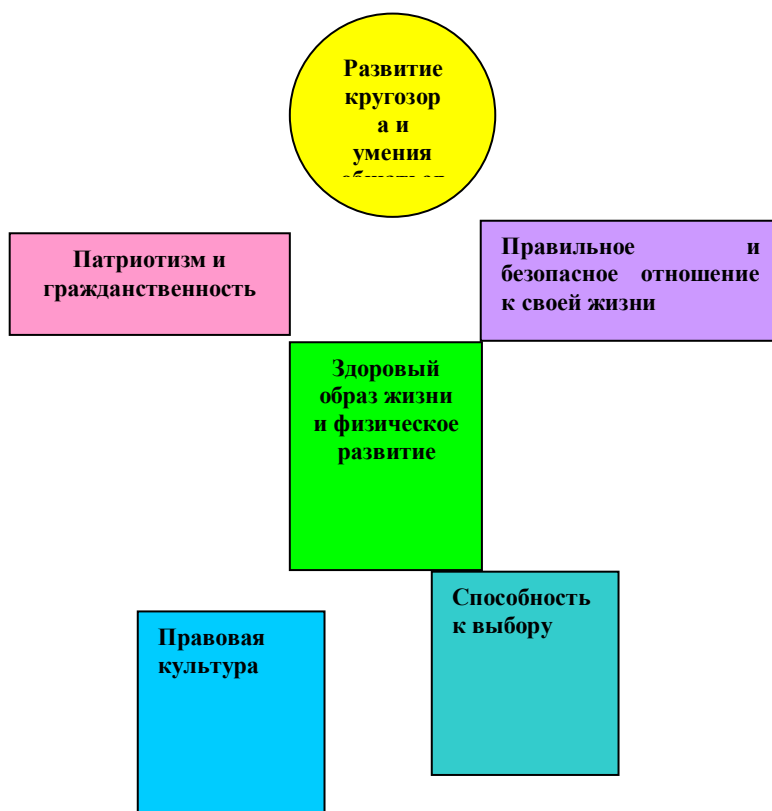 Развитие
кругозор
а и
умения
Патриотизм и
гражданственность
Правильное и
безопасное отношение
к своей жизни
Здоровый
образ жизни
и физическое
развитие
Способность
к выбору
Правовая
культура